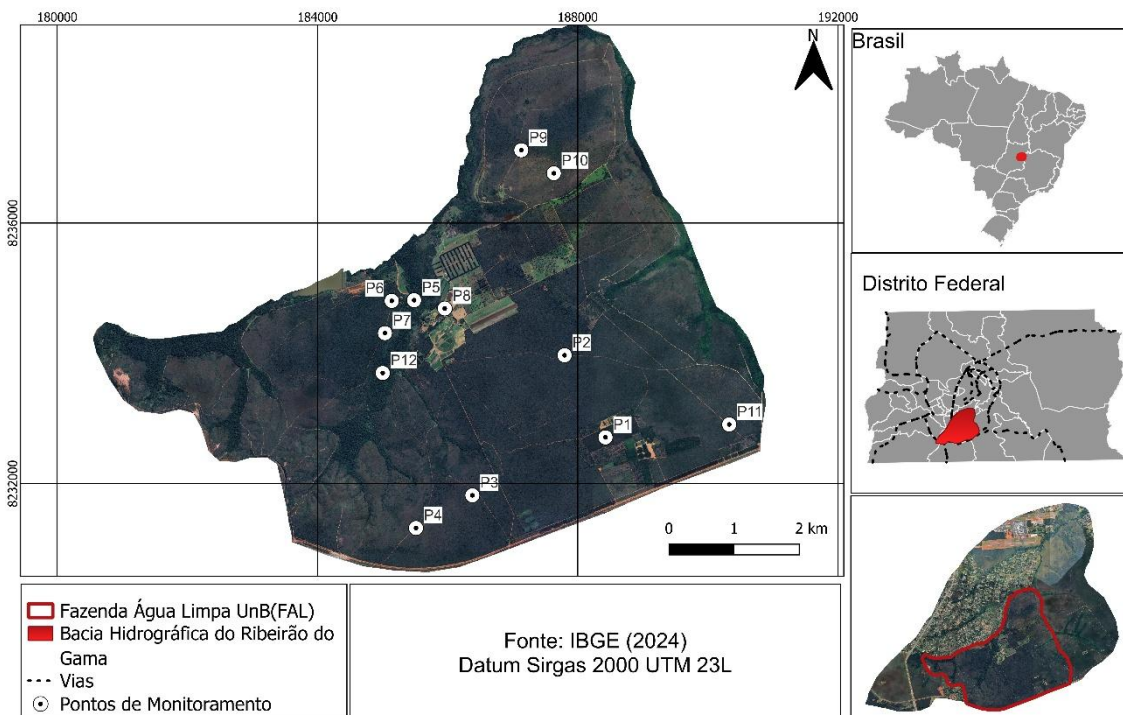 180000
184000
188000
192000
N
8236000
8232000
P9
P10
P6
P5
P8
P7
P2
P12
P11
P1
P3
P4
0 1 2 km
Brasil
Distrito Federal
Fazenda Água Limpa UnB(FAL)
Bacia Hidrográfica do Ribeirão do
Gama
Vias
Pontos de Monitoramento
Fonte: IBGE (2024)
Datum Sirgas 2000 UTM 23L